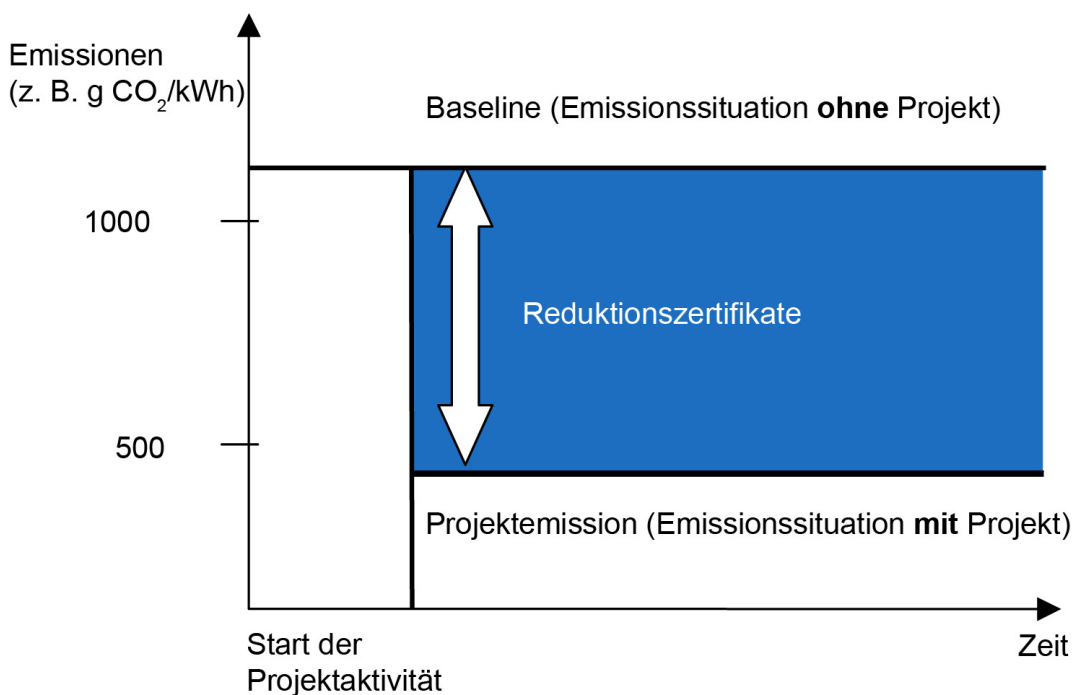 Emissionen
(z. B. g CO₂/kWh)
Baseline (Emissionssituation ohne Projekt)
1000
Reduktionszertifikate
500
Projektemission (Emissionssituation mit Projekt)
Start der
Projektaktivität
Zeit